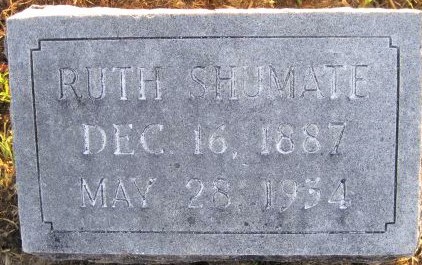 RUTH SHUMATE
DEC 16, 1887
MAY 28, 1954